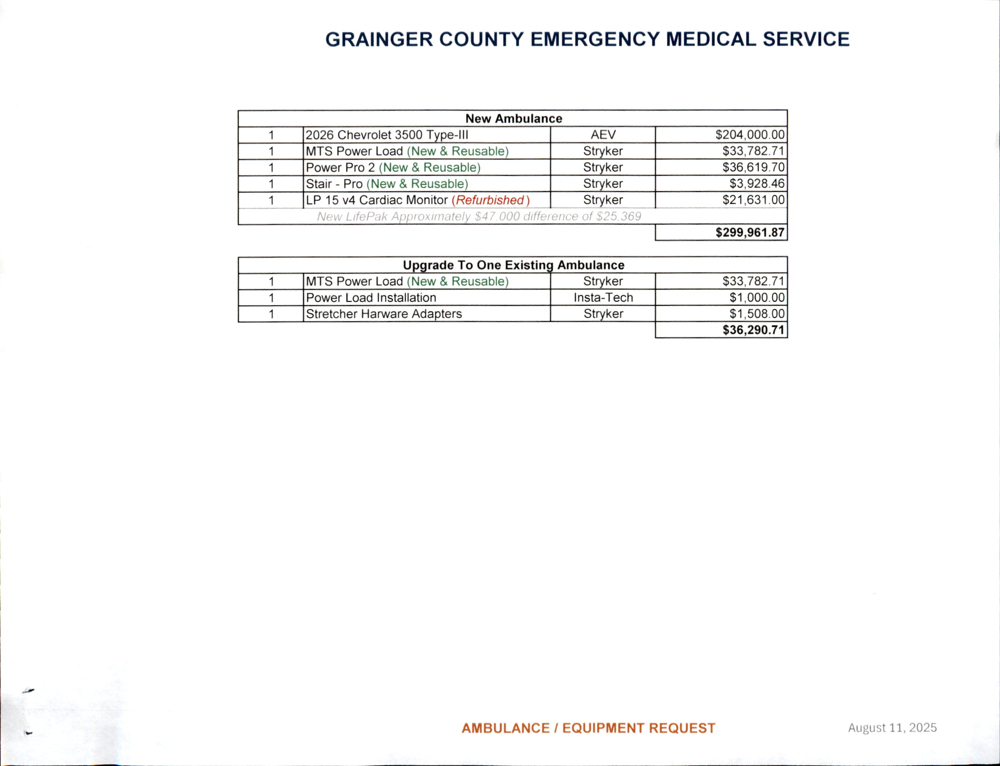 GRAINGER COUNTY EMERGENCY MEDICAL SERVICE
New Ambulance
1 2026 Chevrolet 3500 Type-III AEV $204,000.00
1 MTS Power Load (New & Reusable) Stryker $33,782.71
1 Power Pro 2 (New & Reusable) Stryker $36,619.70
1 Stair - Pro (New & Reusable) Stryker $3,928.46
1 LP 15 v4 Cardiac Monitor (Refurbished) Stryker $21,631.00
New LifePak Approximately $47,000 difference of $25,369
$299,961.87
Upgrade To One Existing Ambulance
1 MTS Power Load (New & Reusable) Stryker $33,782.71
1 Power Load Installation Insta-Tech $1,000.00
1 Stretcher Harware Adapters Stryker $1,508.00
$36,290.71
AMBULANCE / EQUIPMENT REQUEST August 11, 2025